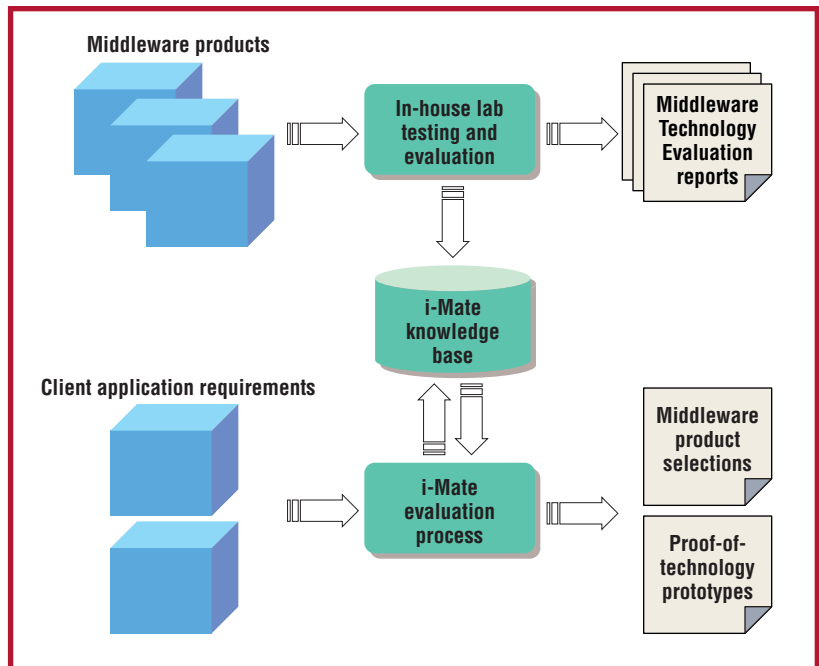 Middleware products
In-house lab
testing and
evaluation
Middleware
Technology
Evaluation
reports
i-Mate
knowledge
base
Client application requirements
i-Mate
evaluation
process
Middleware
product
selections
Proof-of-
technology
prototypes